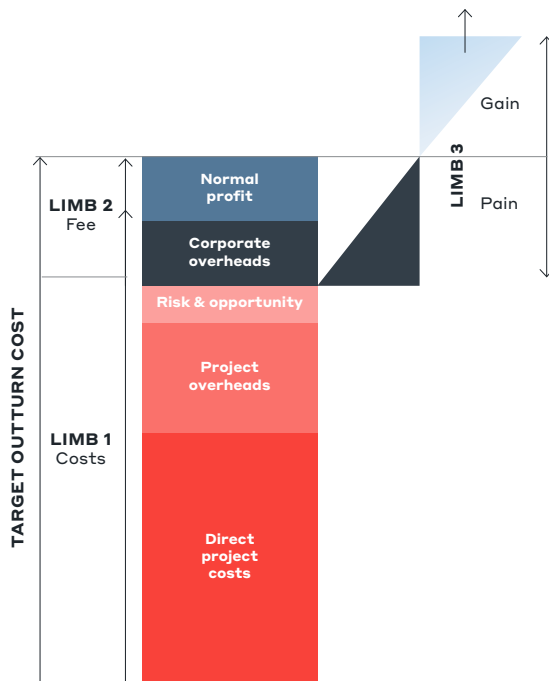 Gain
LIMB 3
Pain
Normal
profit
LIMB 2
Fee
Corporate
overheads
Risk & opportunity
Project
overheads
TARGET OUTTURN COST
LIMB 1
Costs
Direct
project
costs